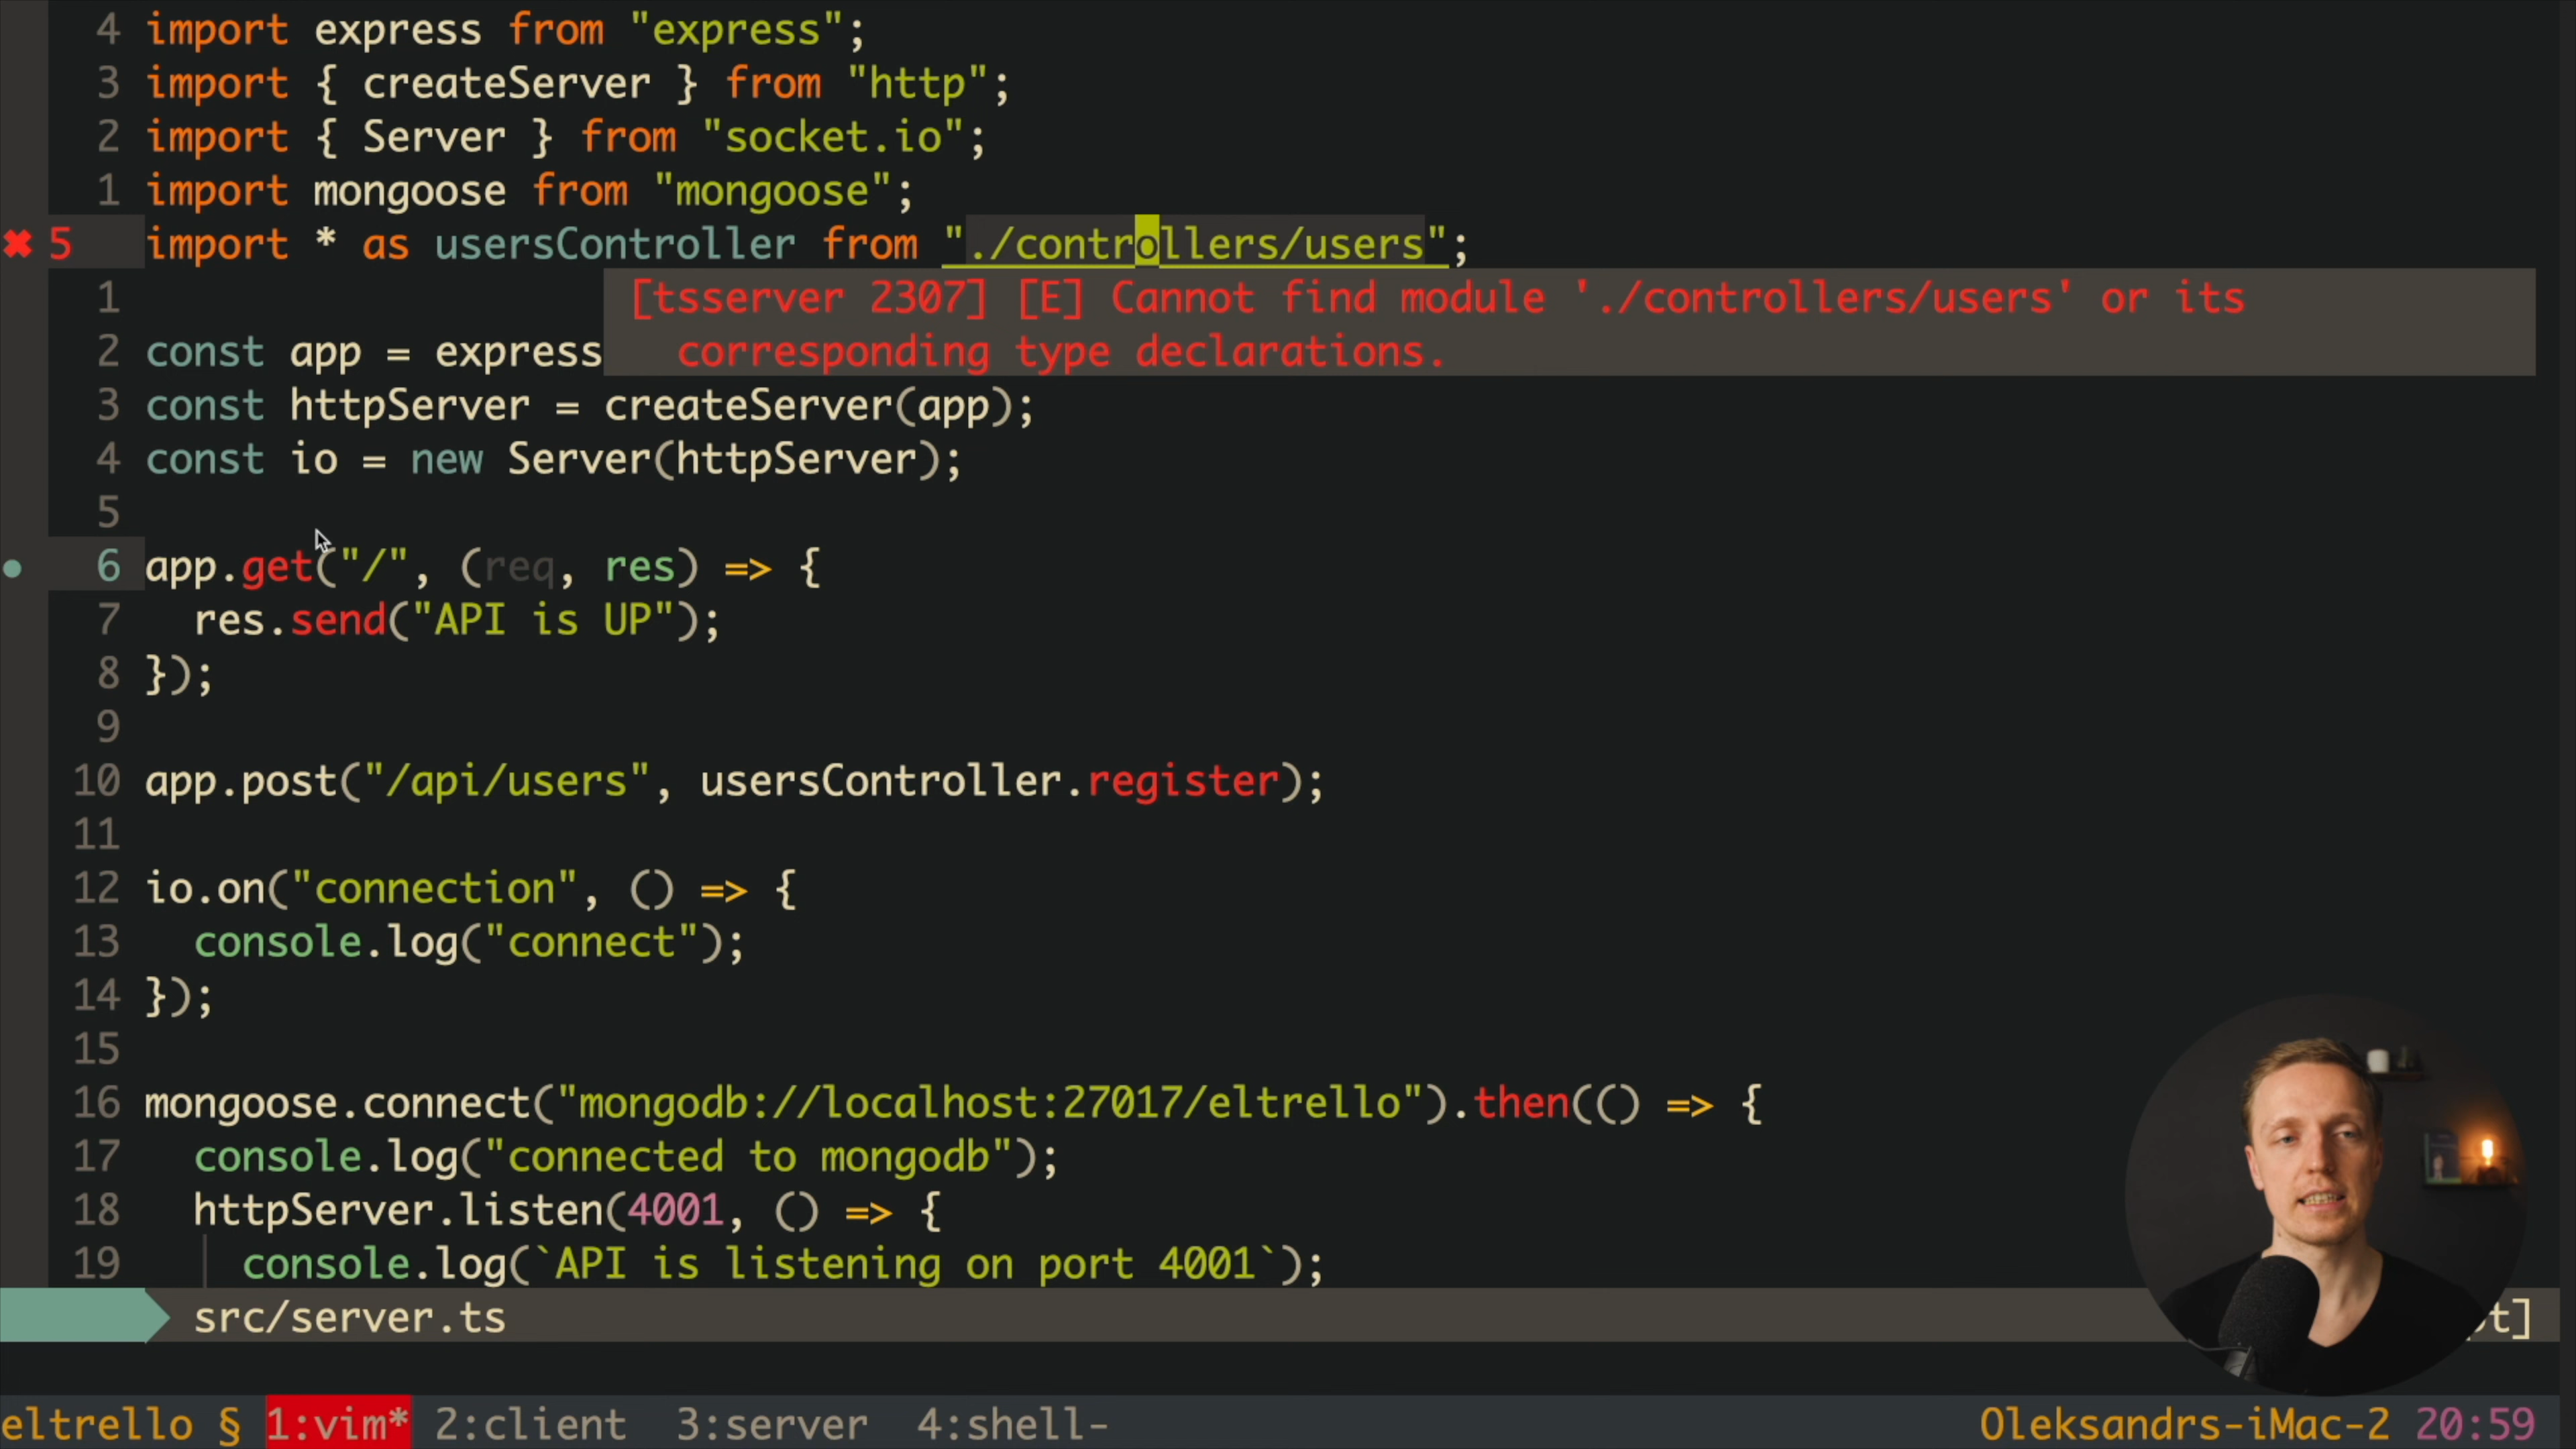 4 import express from "express";
3 import { createServer } from "http";
2 import { Server } from "socket.io";
1 import mongoose from "mongoose";
✖ 5 import * as usersController from "./controllers/users";
1 [tsserver 2307] [E] Cannot find module './controllers/users' or its
2 const app = express corresponding type declarations.
3 const httpServer = createServer(app);
4 const io = new Server(httpServer);
5
6 app.get("/", (req, res) => {
7 res.send("API is UP");
8 });
9
10 app.post("/api/users", usersController.register);
11
12 io.on("connection", () => {
13 console.log("connect");
14 });
15
16 mongoose.connect("mongodb://localhost:27017/eltrello").then(() => {
17 console.log("connected to mongodb");
18 httpServer.listen(4001, () => {
19 console.log(`API is listening on port 4001`);
src/server.ts
eltrello § 1:vim* 2:client 3:server 4:shell- Oleksandrs-iMac-2 20:59